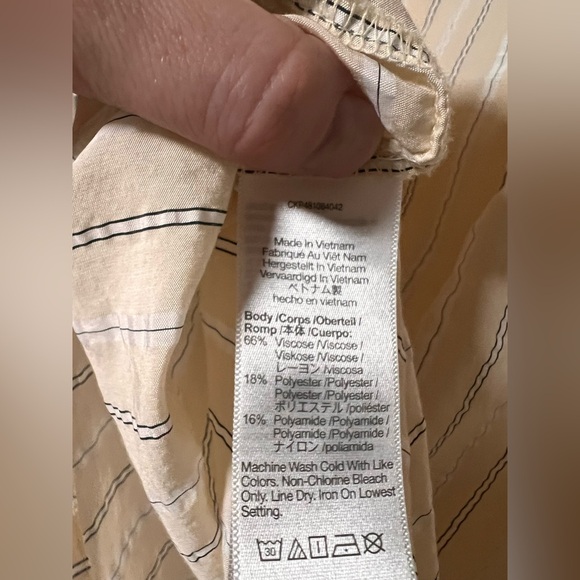 CKR481084042
Made in Vietnam
Fabriqué Au Viêt Nam
Hergestellt In Vietnam
Vervaardigd In Vietnam
ベトナム製
hecho en vietnam
Body /Corps /Oberteil /
Romp /本体 /Cuerpo:
66% Viscose /Viscose /
Viskose /Viscose /
レーヨン /viscosa
18% Polyester /Polyester /
Polyester /Polyester /
ポリエステル /poliéster
16% Polyamide /Polyamide /
Polyamide /Polyamide /
ナイロン /poliamida
Machine Wash Cold With Like
Colors. Non-Chlorine Bleach
Only. Line Dry. Iron On Lowest
Setting.
30